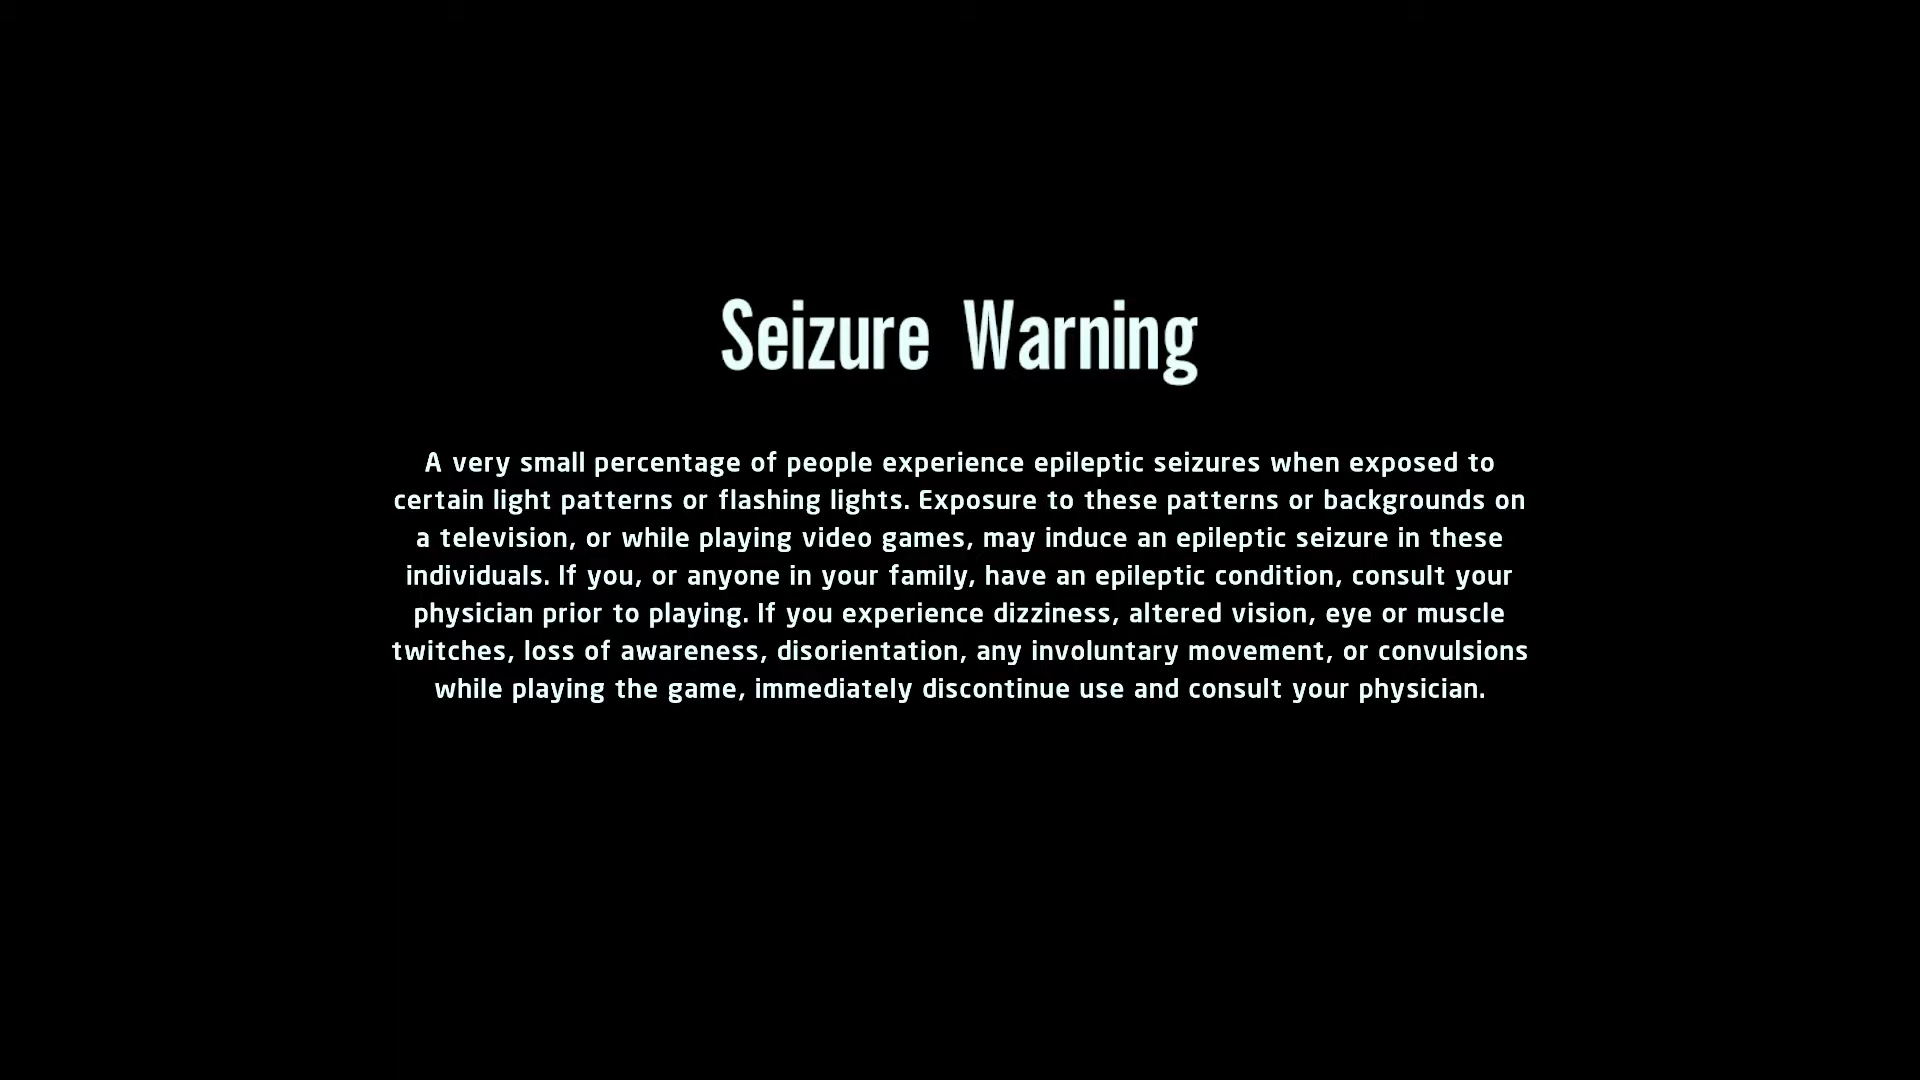 Seizure Warning
A very small percentage of people experience epileptic seizures when exposed to
certain light patterns or flashing lights. Exposure to these patterns or backgrounds on
a television, or while playing video games, may induce an epileptic seizure in these
individuals. If you, or anyone in your family, have an epileptic condition, consult your
physician prior to playing. If you experience dizziness, altered vision, eye or muscle
twitches, loss of awareness, disorientation, any involuntary movement, or convulsions
while playing the game, immediately discontinue use and consult your physician.